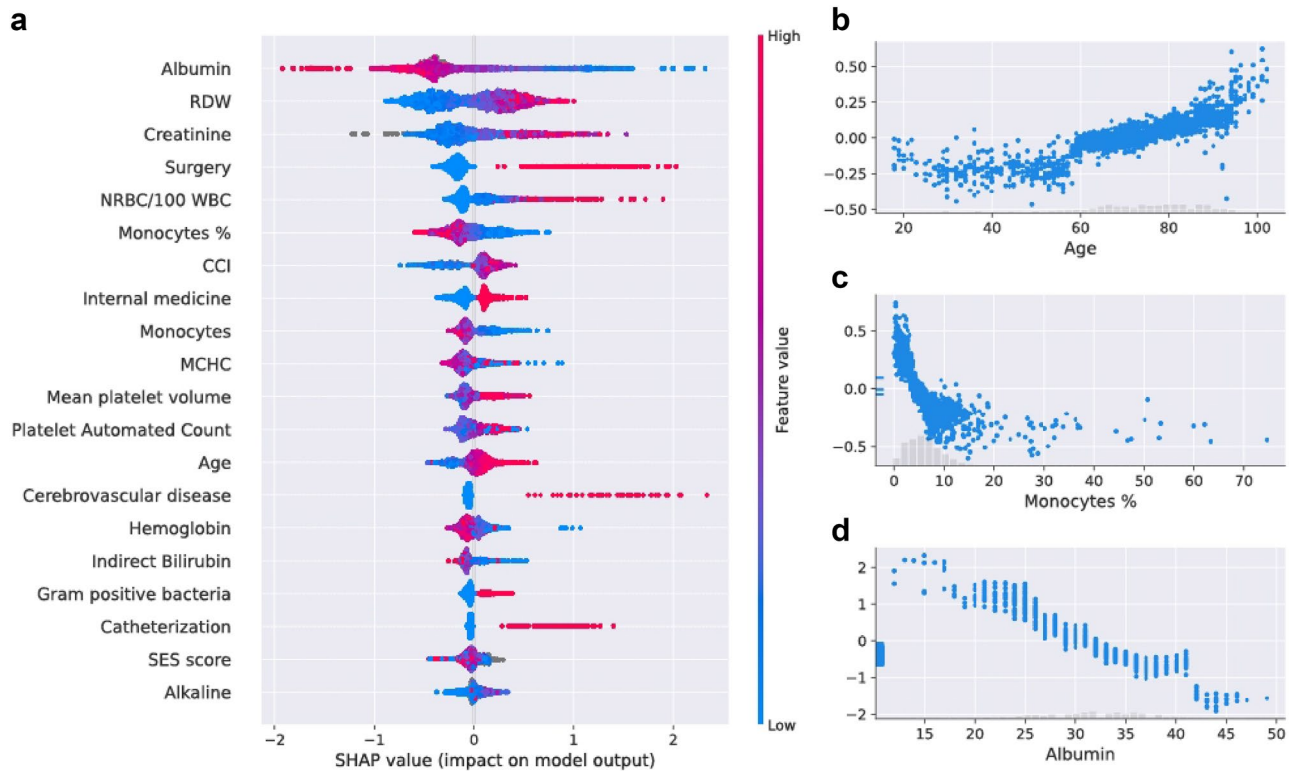 a
High
Albumin
RDW
Creatinine
Surgery
NRBC/100 WBC
Monocytes %
CCI
Internal medicine
Monocytes
MCHC
Mean platelet volume
Platelet Automated Count
Age
Cerebrovascular disease
Hemoglobin
Indirect Bilirubin
Gram positive bacteria
Catheterization
SES score
Alkaline
Low
Feature value
−2 −1 0 1 2
SHAP value (impact on model output)
b
0.50
0.25
0.00
−0.25
−0.50
20 40 60 80 100
Age
c
0.5
0.0
−0.5
0 10 20 30 40 50 60 70
Monocytes %
d
2
1
0
−1
−2
15 20 25 30 35 40 45 50
Albumin